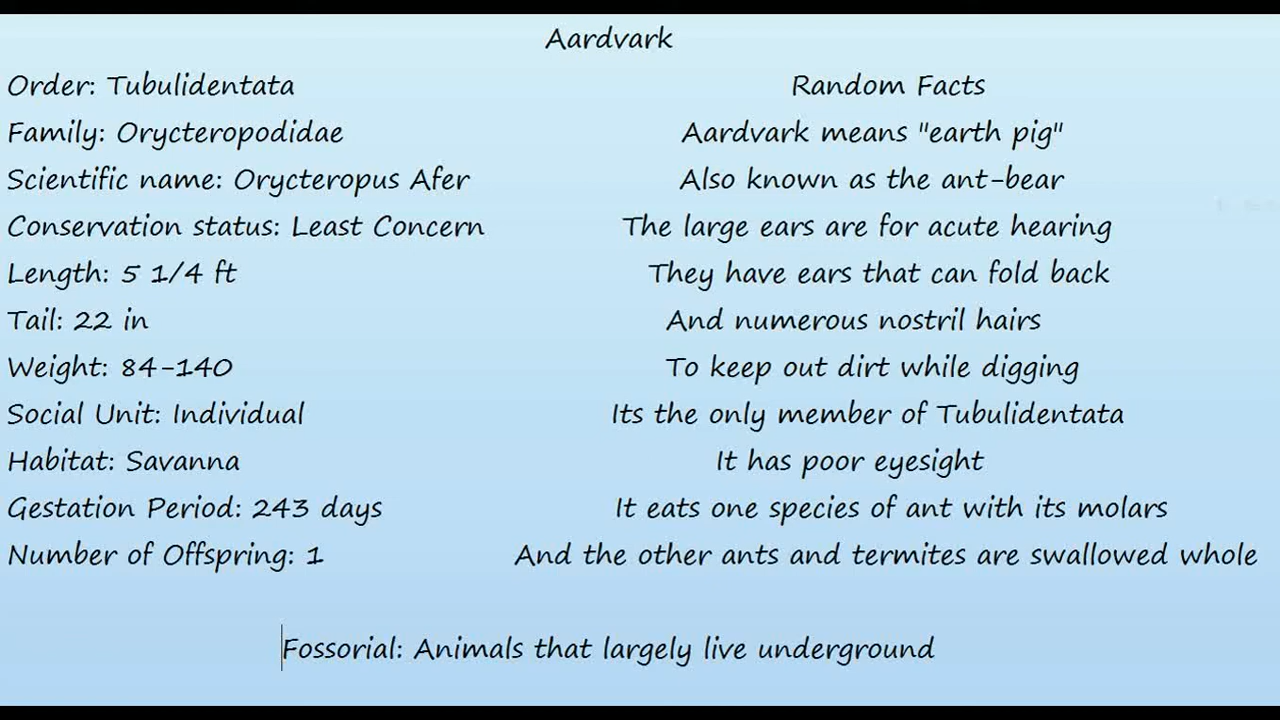 Aardvark
Order: Tubulidentata
Family: Orycteropodidae
Scientific name: Orycteropus Afer
Conservation status: Least Concern
Length: 5 1/4 ft
Tail: 22 in
Weight: 84-140
Social Unit: Individual
Habitat: Savanna
Gestation Period: 243 days
Number of Offspring: 1
Random Facts
Aardvark means "earth pig"
Also known as the ant-bear
The large ears are for acute hearing
They have ears that can fold back
And numerous nostril hairs
To keep out dirt while digging
Its the only member of Tubulidentata
It has poor eyesight
It eats one species of ant with its molars
And the other ants and termites are swallowed whole
Fossorial: Animals that largely live underground